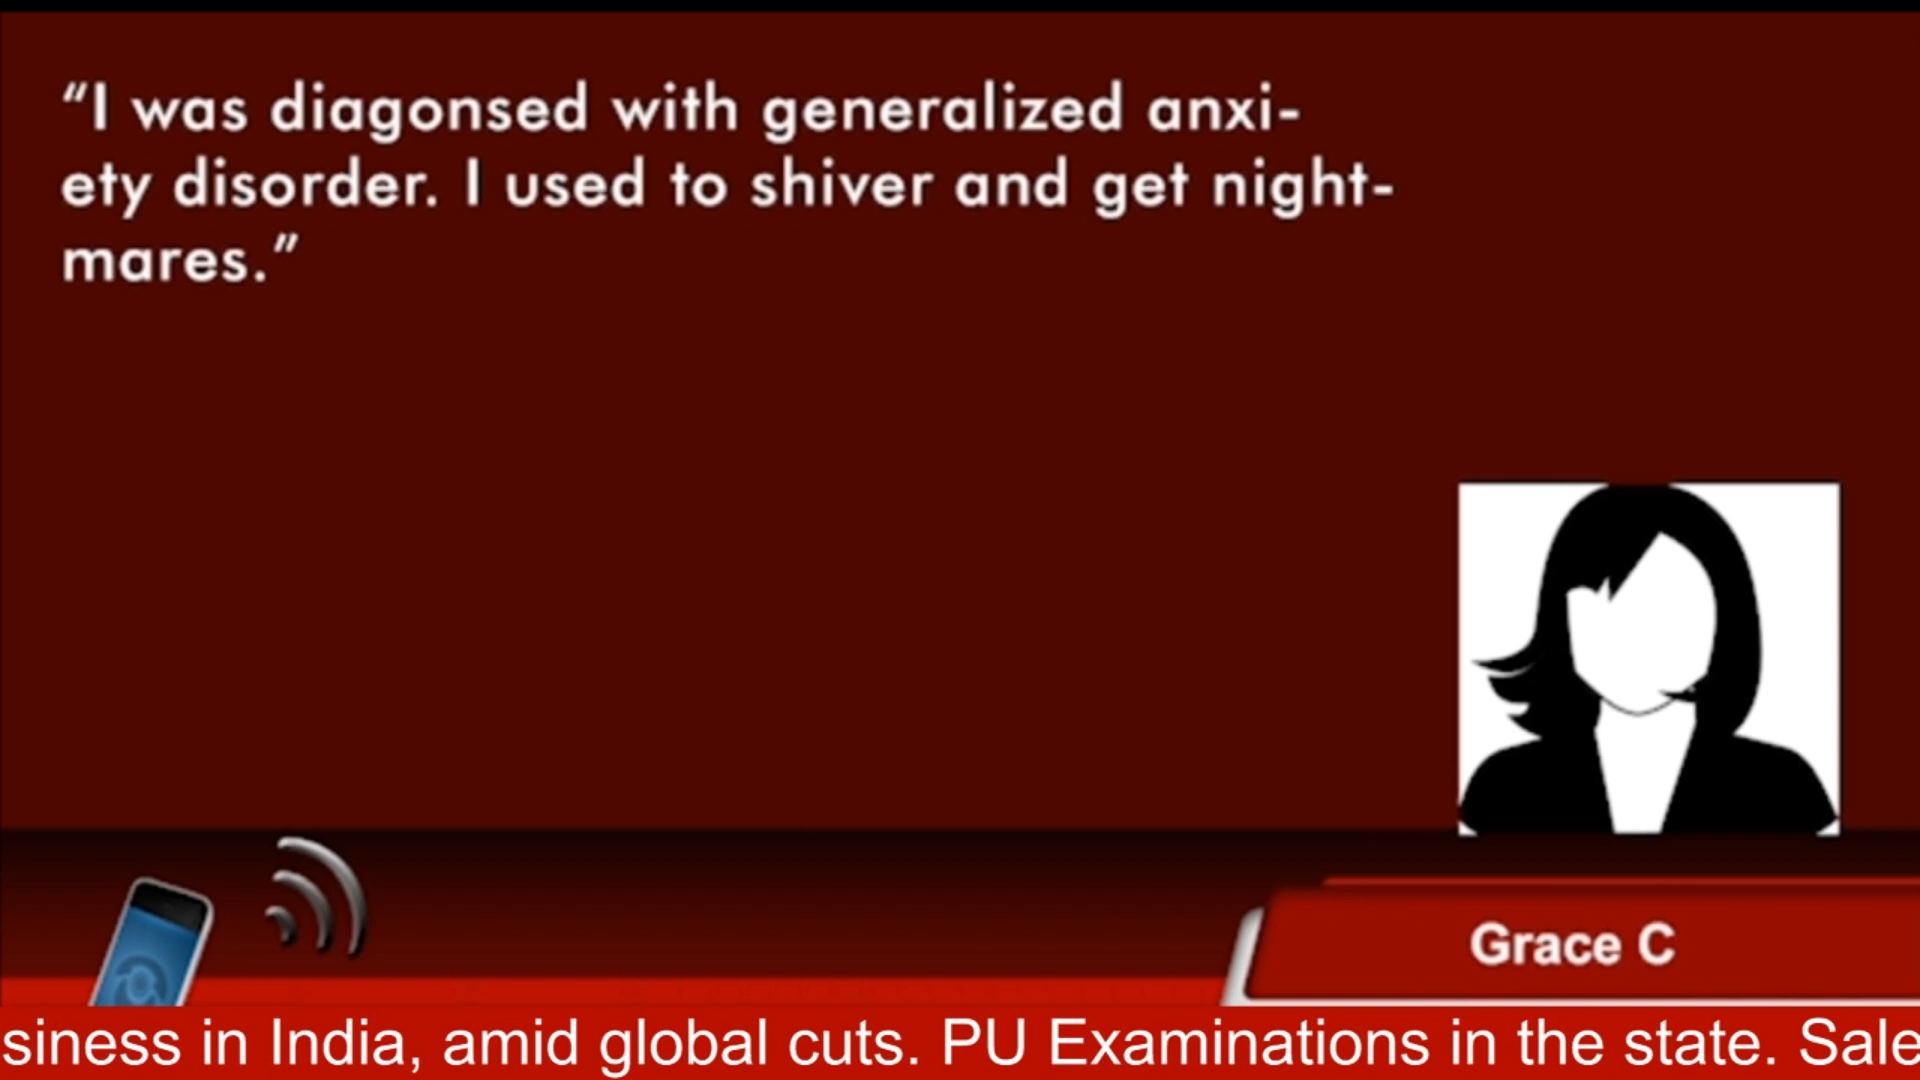 “I was diagonsed with generalized anxi-
ety disorder. I used to shiver and get night-
mares.”
Grace C
siness in India, amid global cuts. PU Examinations in the state. Sale